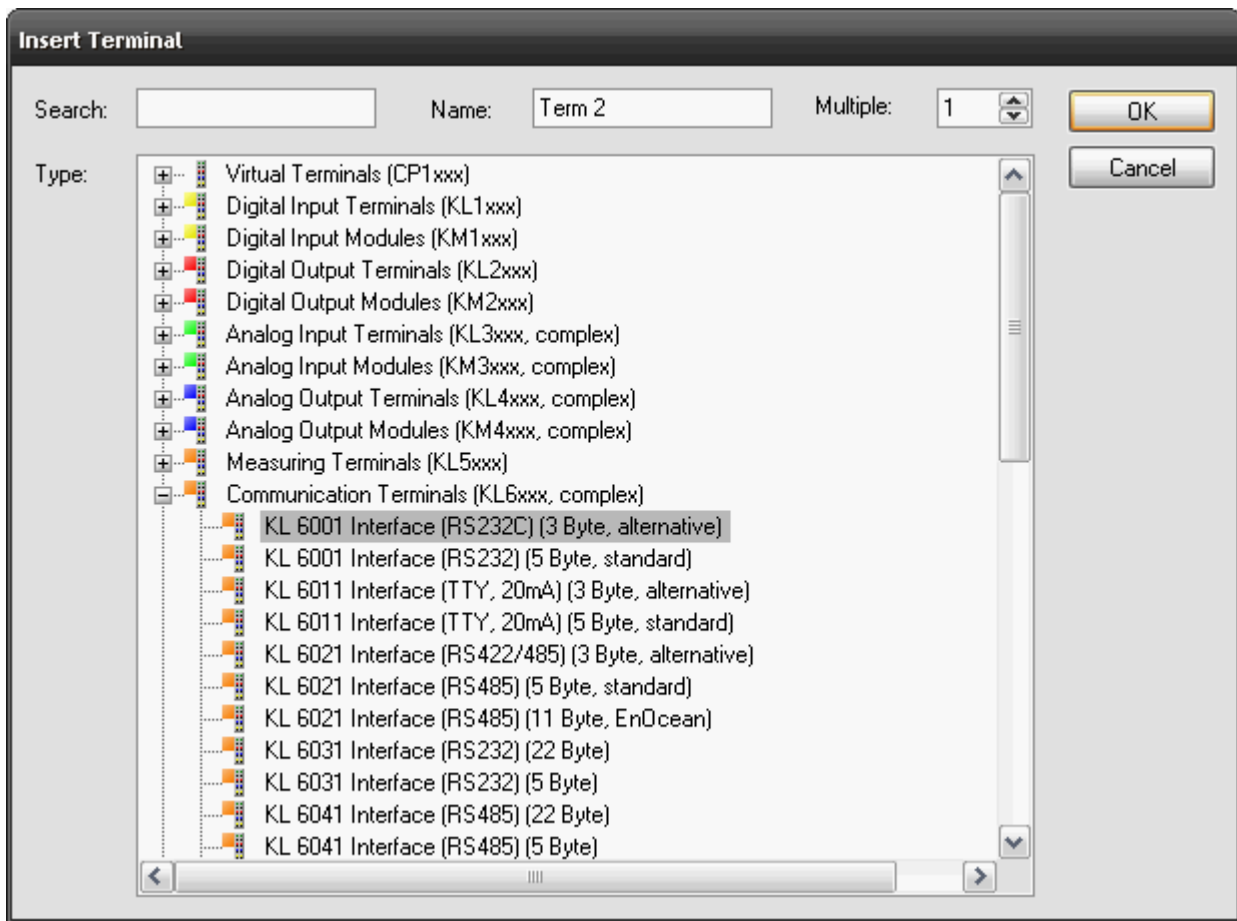 Insert Terminal
Search: Name: Term 2 Multiple: 1 OK
Type: Cancel
Virtual Terminals (CP1xxx)
Digital Input Terminals (KL1xxx)
Digital Input Modules (KM1xxx)
Digital Output Terminals (KL2xxx)
Digital Output Modules (KM2xxx)
Analog Input Terminals (KL3xxx, complex)
Analog Input Modules (KM3xxx, complex)
Analog Output Terminals (KL4xxx, complex)
Analog Output Modules (KM4xxx, complex)
Measuring Terminals (KL5xxx)
Communication Terminals (KL6xxx, complex)
KL 6001 Interface (RS232C) (3 Byte, alternative)
KL 6001 Interface (RS232) (5 Byte, standard)
KL 6011 Interface (TTY, 20mA) (3 Byte, alternative)
KL 6011 Interface (TTY, 20mA) (5 Byte, standard)
KL 6021 Interface (RS422/485) (3 Byte, alternative)
KL 6021 Interface (RS485) (5 Byte, standard)
KL 6021 Interface (RS485) (11 Byte, EnOcean)
KL 6031 Interface (RS232) (22 Byte)
KL 6031 Interface (RS232) (5 Byte)
KL 6041 Interface (RS485) (22 Byte)
KL 6041 Interface (RS485) (5 Byte)